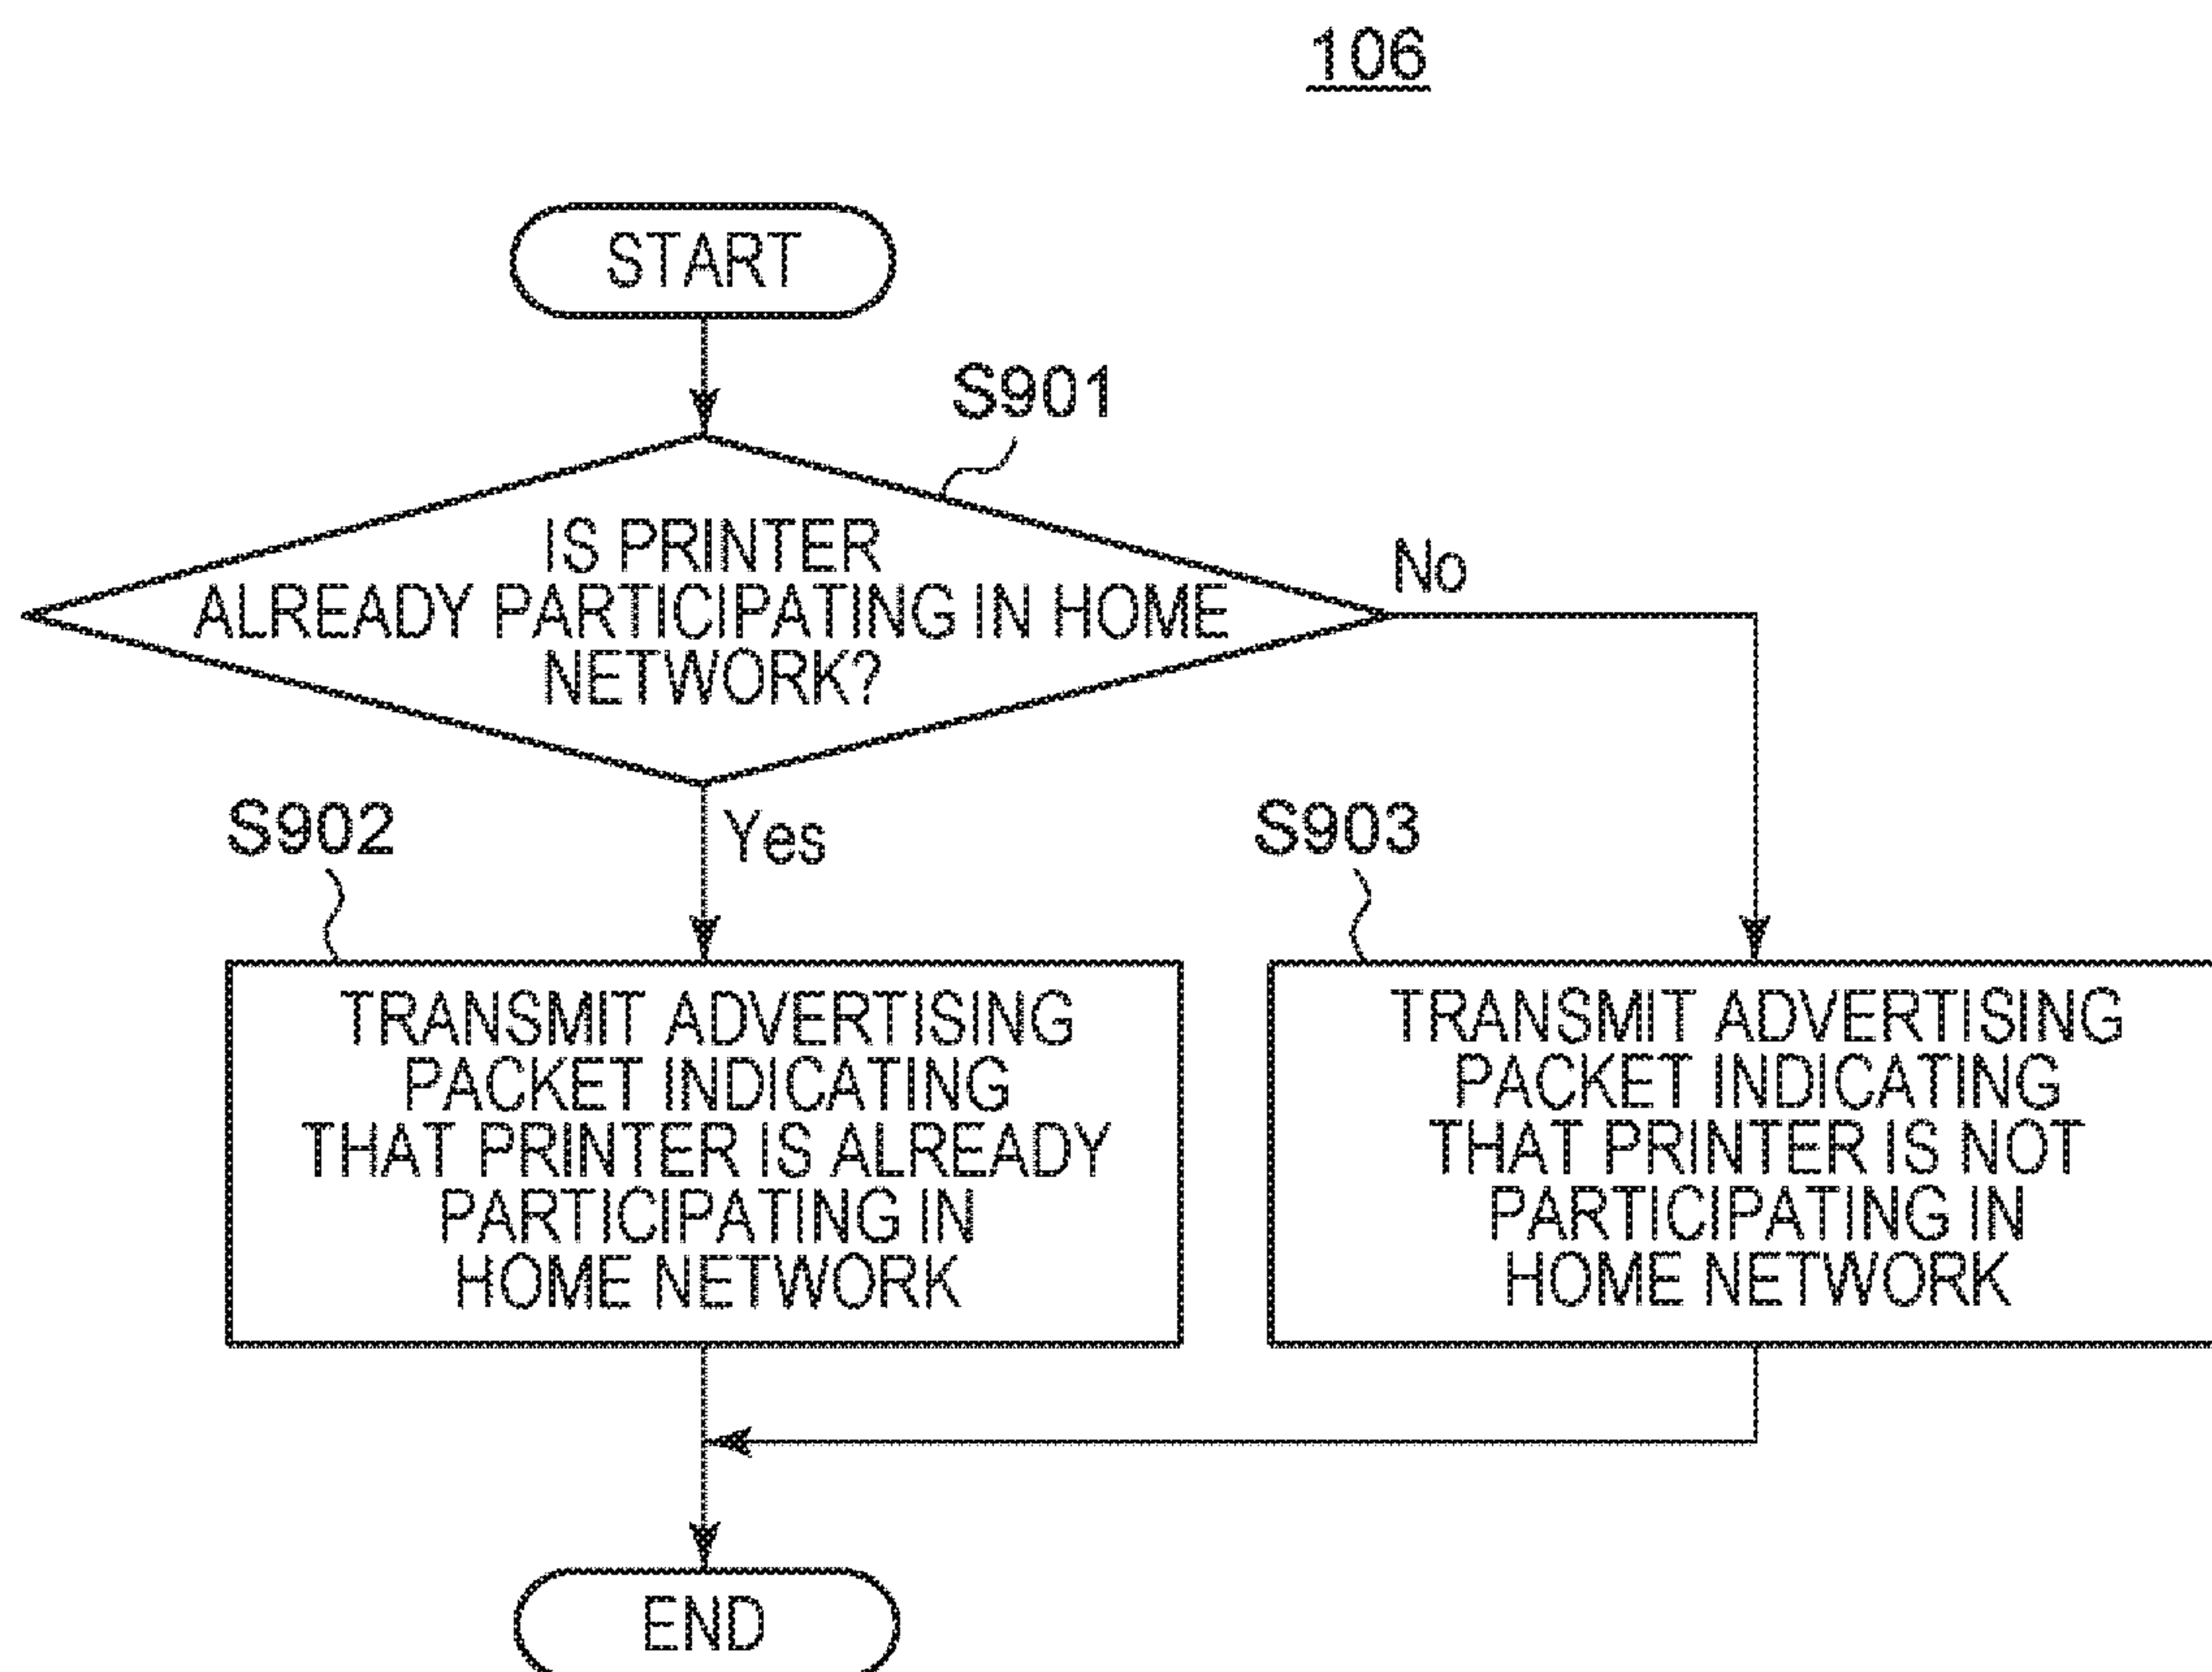 106
START
S901
IS PRINTER
ALREADY PARTICIPATING IN HOME
NETWORK?
No
Yes
S902
TRANSMIT ADVERTISING
PACKET INDICATING
THAT PRINTER IS ALREADY
PARTICIPATING IN
HOME NETWORK
S903
TRANSMIT ADVERTISING
PACKET INDICATING
THAT PRINTER IS NOT
PARTICIPATING IN
HOME NETWORK
END